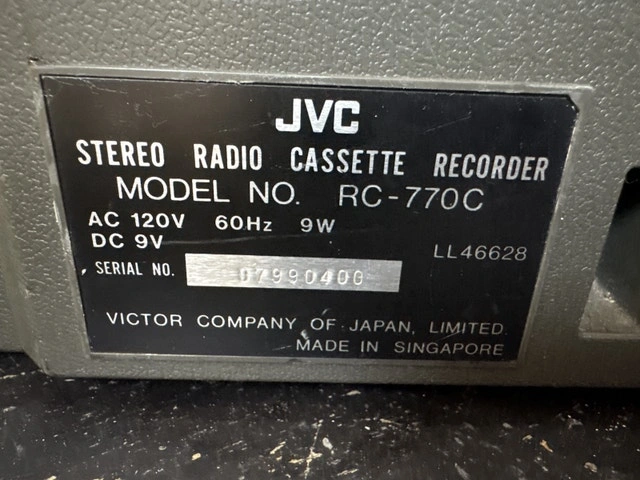 JVC
STEREO RADIO CASSETTE RECORDER
MODEL NO. RC-770C
AC 120V 60Hz 9W
DC 9V
LL46628
SERIAL NO. 07990400
VICTOR COMPANY OF JAPAN, LIMITED.
MADE IN SINGAPORE